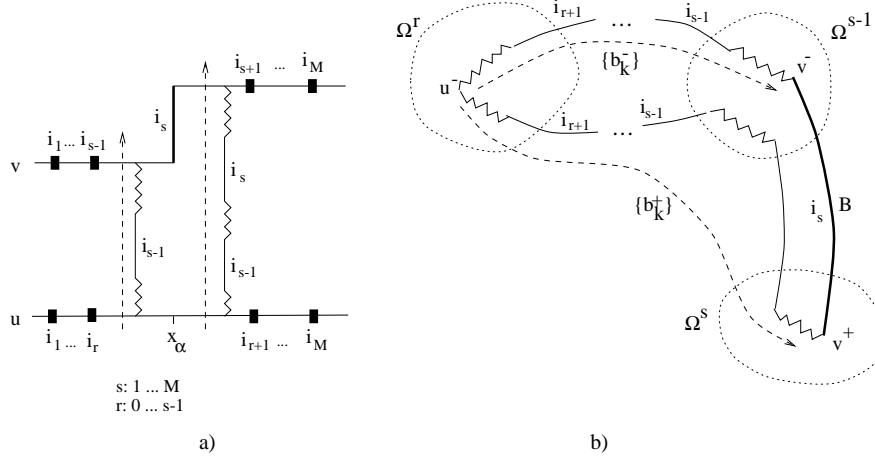 i_{s+1} ... i_M
i_s
i_1... i_{s-1}
v
i_s
i_{s-1}
i_{s-1}
u
i_1 ... i_r
x_α
i_{r+1} ... i_M
s: 1 ... M
r: 0 ... s-1
a)
Ω^r
i_{r+1}
...
i_{s-1}
Ω^{s-1}
{b_k^-}
u^-
v^-
i_{r+1}
...
i_{s-1}
{b_k^+}
i_s
B
Ω^s
v^+
b)